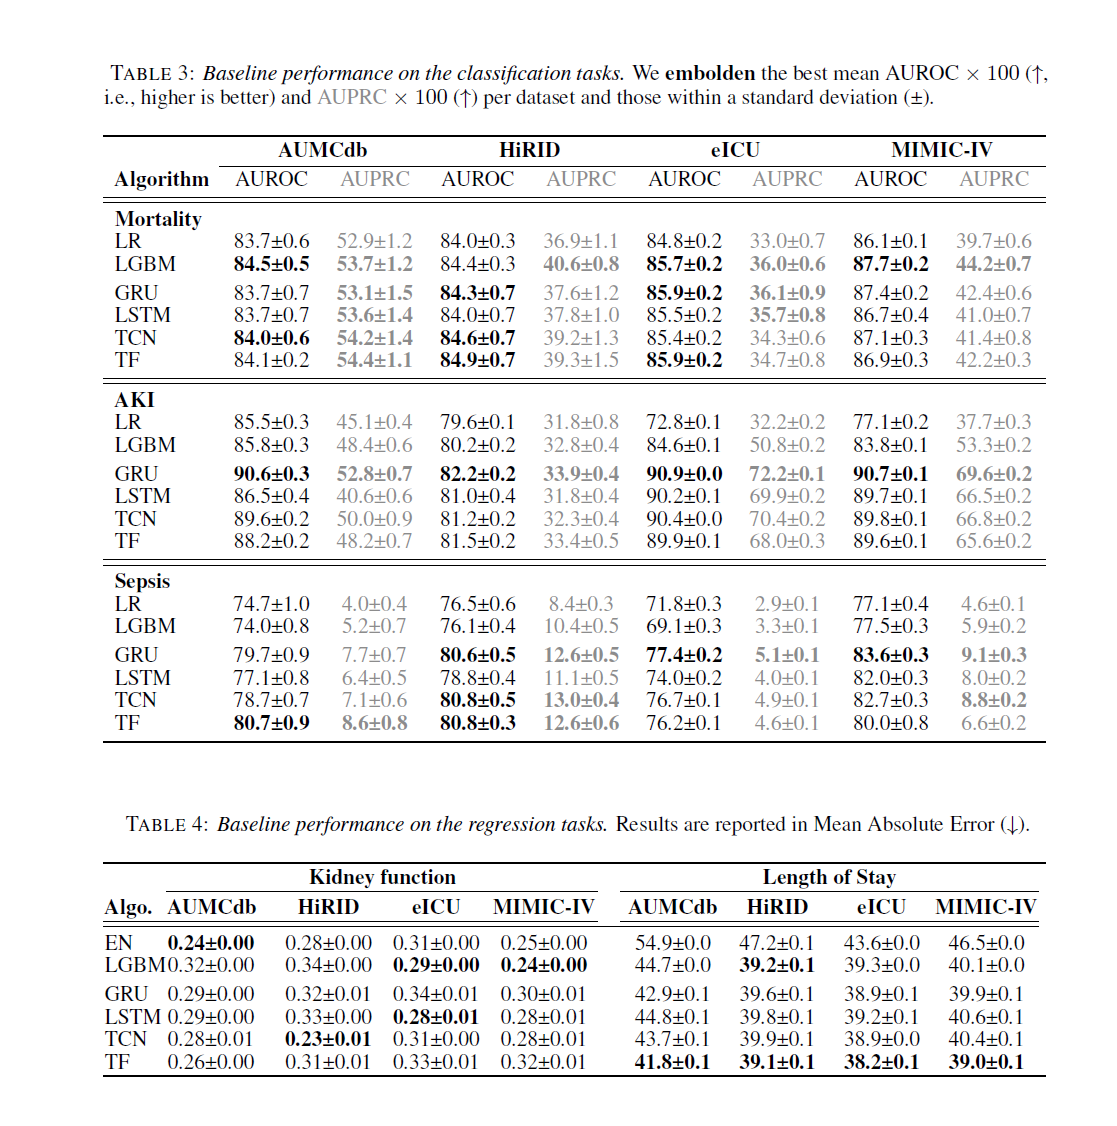 TABLE 3: Baseline performance on the classification tasks. We embolden the best mean AUROC × 100 (↑,
i.e., higher is better) and AUPRC × 100 (↑) per dataset and those within a standard deviation (±).
AUMCdb HiRID eICU MIMIC-IV
Algorithm AUROC AUPRC AUROC AUPRC AUROC AUPRC AUROC AUPRC
Mortality
LR 83.7±0.6 52.9±1.2 84.0±0.3 36.9±1.1 84.8±0.2 33.0±0.7 86.1±0.1 39.7±0.6
LGBM 84.5±0.5 53.7±1.2 84.4±0.3 40.6±0.8 85.7±0.2 36.0±0.6 87.7±0.2 44.2±0.7
GRU 83.7±0.7 53.1±1.5 84.3±0.7 37.6±1.2 85.9±0.2 36.1±0.9 87.4±0.2 42.4±0.6
LSTM 83.7±0.7 53.6±1.4 84.0±0.7 37.8±1.0 85.5±0.2 35.7±0.8 86.7±0.4 41.0±0.7
TCN 84.0±0.6 54.2±1.4 84.6±0.7 39.2±1.3 85.4±0.2 34.3±0.6 87.1±0.3 41.4±0.8
TF 84.1±0.2 54.4±1.1 84.9±0.7 39.3±1.5 85.9±0.2 34.7±0.8 86.9±0.3 42.2±0.3
AKI
LR 85.5±0.3 45.1±0.4 79.6±0.1 31.8±0.8 72.8±0.1 32.2±0.2 77.1±0.2 37.7±0.3
LGBM 85.8±0.3 48.4±0.6 80.2±0.2 32.8±0.4 84.6±0.1 50.8±0.2 83.8±0.1 53.3±0.2
GRU 90.6±0.3 52.8±0.7 82.2±0.2 33.9±0.4 90.9±0.0 72.2±0.1 90.7±0.1 69.6±0.2
LSTM 86.5±0.4 40.6±0.6 81.0±0.4 31.8±0.4 90.2±0.1 69.9±0.2 89.7±0.1 66.5±0.2
TCN 89.6±0.2 50.0±0.9 81.2±0.2 32.3±0.4 90.4±0.0 70.4±0.2 89.8±0.1 66.8±0.2
TF 88.2±0.2 48.2±0.7 81.5±0.2 33.4±0.5 89.9±0.1 68.0±0.3 89.6±0.1 65.6±0.2
Sepsis
LR 74.7±1.0 4.0±0.4 76.5±0.6 8.4±0.3 71.8±0.3 2.9±0.1 77.1±0.4 4.6±0.1
LGBM 74.0±0.8 5.2±0.7 76.1±0.4 10.4±0.5 69.1±0.3 3.3±0.1 77.5±0.3 5.9±0.2
GRU 79.7±0.9 7.7±0.7 80.6±0.5 12.6±0.5 77.4±0.2 5.1±0.1 83.6±0.3 9.1±0.3
LSTM 77.1±0.8 6.4±0.5 78.8±0.4 11.1±0.5 74.0±0.2 4.0±0.1 82.0±0.3 8.0±0.2
TCN 78.7±0.7 7.1±0.6 80.8±0.5 13.0±0.4 76.7±0.1 4.9±0.1 82.7±0.3 8.8±0.2
TF 80.7±0.9 8.6±0.8 80.8±0.3 12.6±0.6 76.2±0.1 4.6±0.1 80.0±0.8 6.6±0.2
TABLE 4: Baseline performance on the regression tasks. Results are reported in Mean Absolute Error (↓).
Kidney function Length of Stay
Algo. AUMCdb HiRID eICU MIMIC-IV AUMCdb HiRID eICU MIMIC-IV
EN 0.24±0.00 0.28±0.00 0.31±0.00 0.25±0.00 54.9±0.0 47.2±0.1 43.6±0.0 46.5±0.0
LGBM 0.32±0.00 0.34±0.00 0.29±0.00 0.24±0.00 44.7±0.0 39.2±0.1 39.3±0.0 40.1±0.0
GRU 0.29±0.00 0.32±0.01 0.34±0.01 0.30±0.01 42.9±0.1 39.6±0.1 38.9±0.1 39.9±0.1
LSTM 0.29±0.00 0.33±0.00 0.28±0.01 0.28±0.01 44.8±0.1 39.8±0.1 39.2±0.1 40.6±0.1
TCN 0.28±0.01 0.23±0.01 0.31±0.00 0.28±0.01 43.7±0.1 39.9±0.1 38.9±0.0 40.4±0.1
TF 0.26±0.00 0.31±0.01 0.33±0.01 0.32±0.01 41.8±0.1 39.1±0.1 38.2±0.1 39.0±0.1